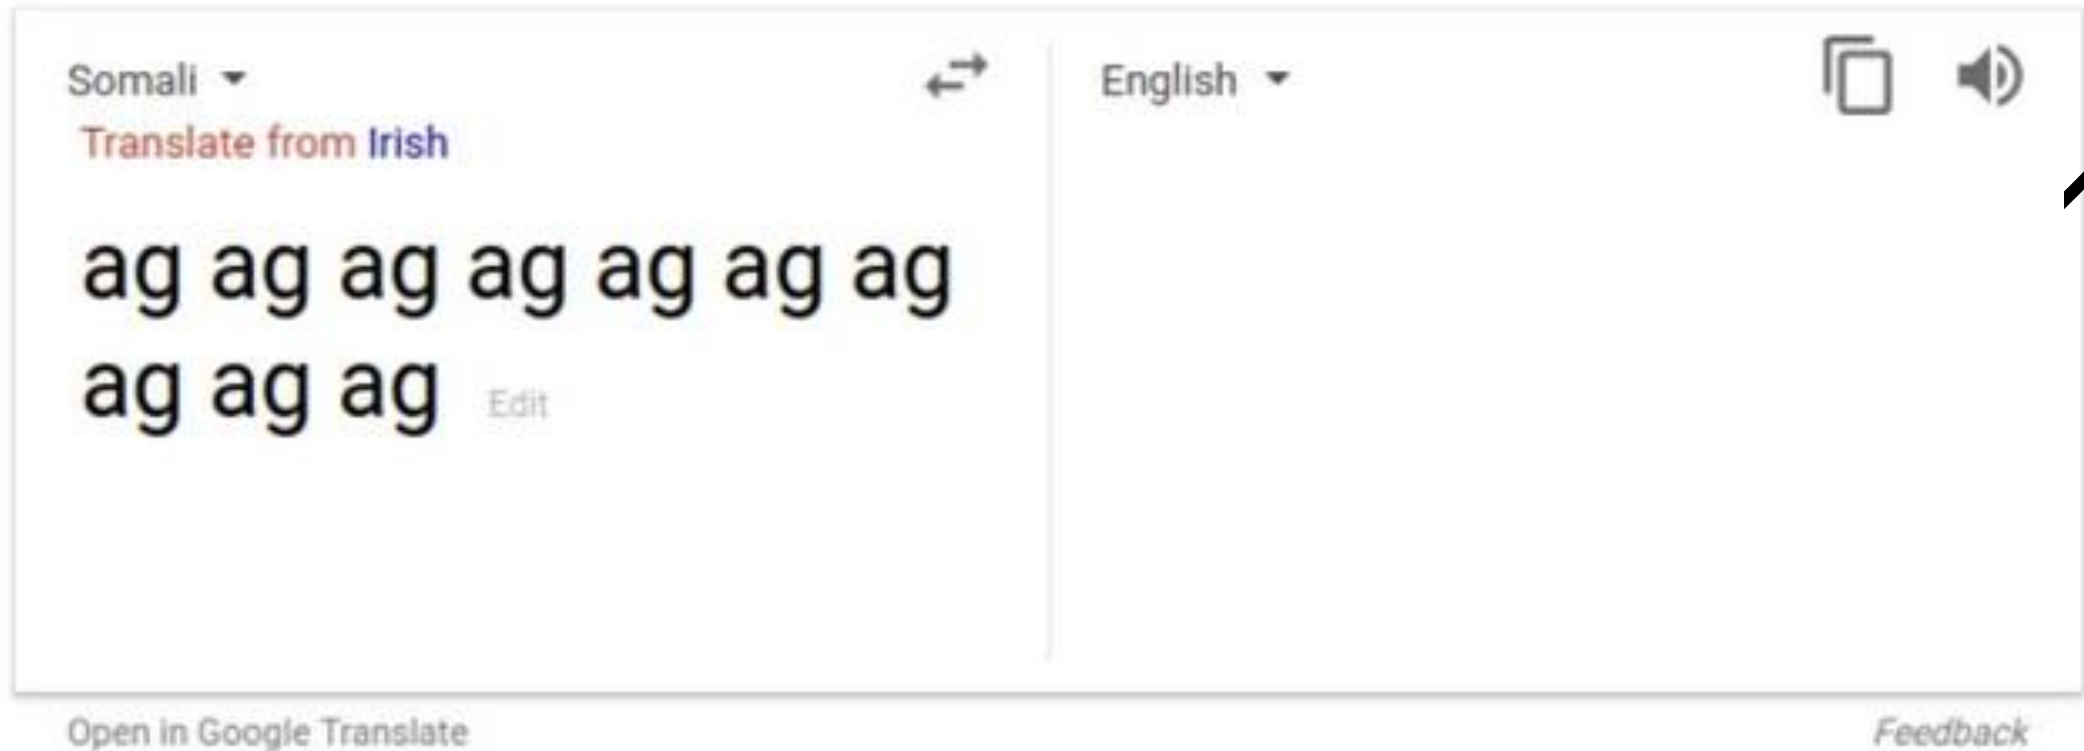 Somali English
Translate from Irish
ag ag ag ag ag ag ag
ag ag ag Edit
Open in Google Translate Feedback